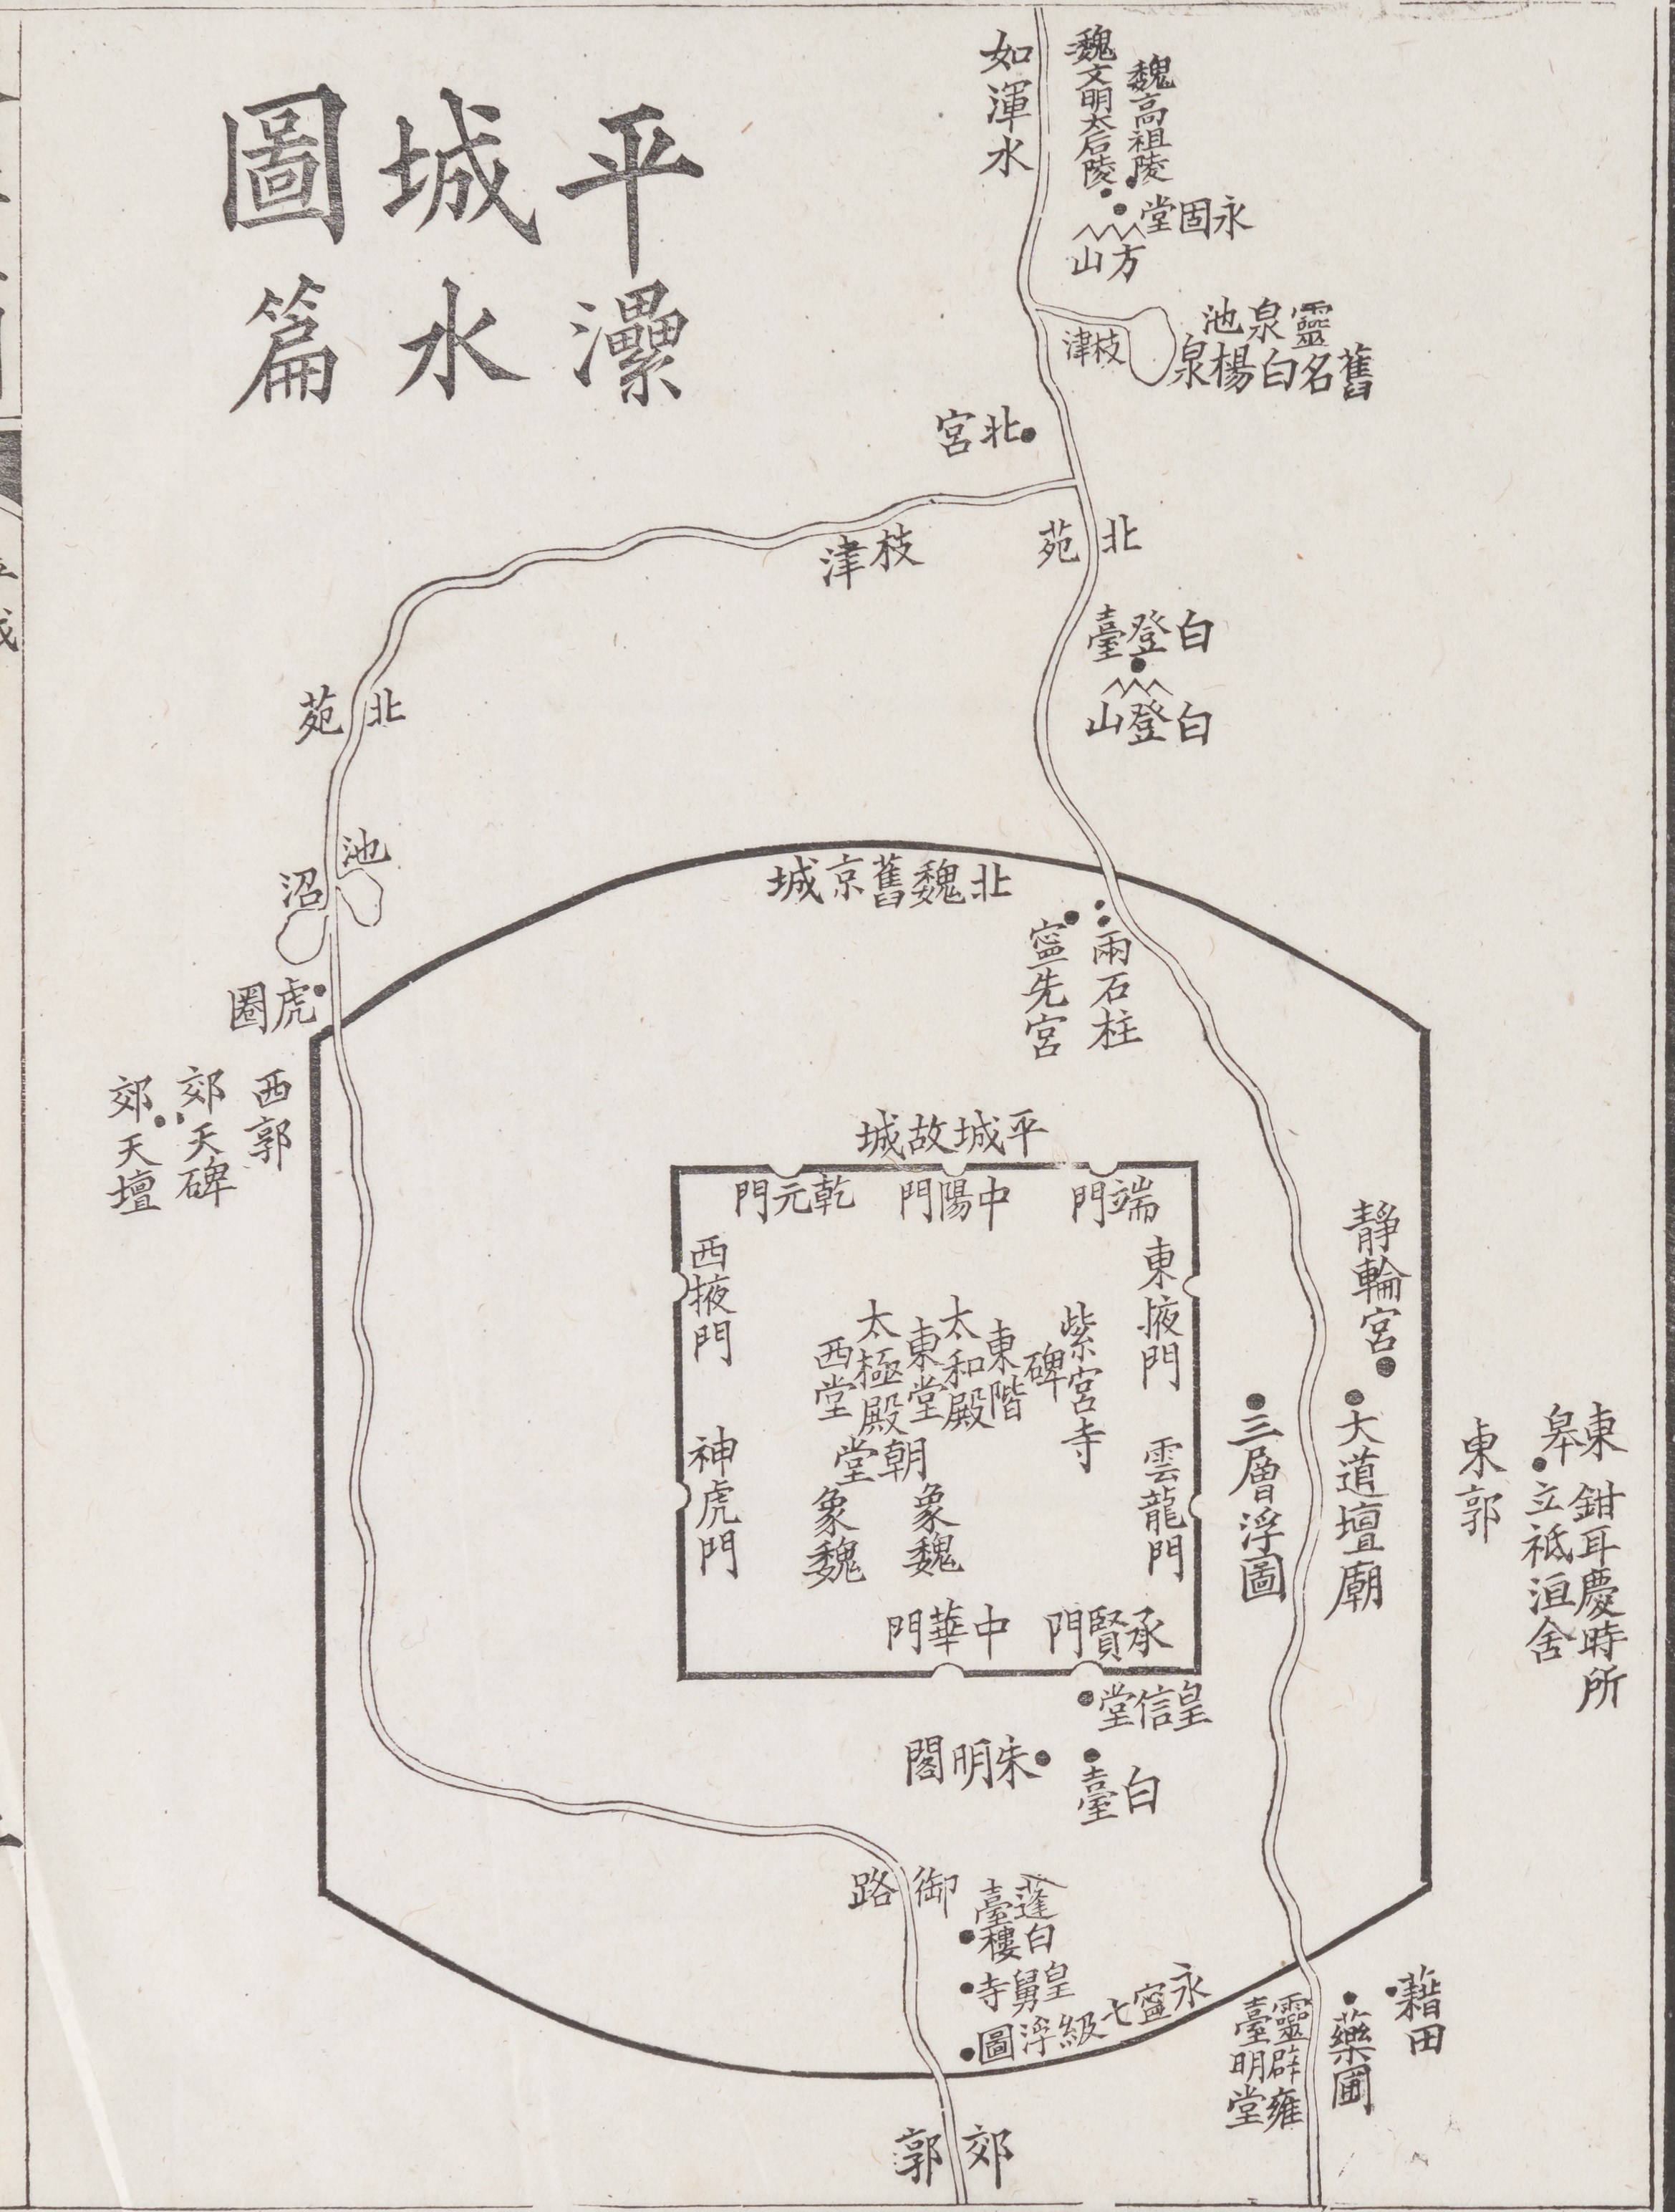 平城圖
灅水篇
如渾水
魏高祖陵
魏文明太后陵
永固堂
方山
靈泉池
舊名白楊泉
枝津
北宮
枝津
北苑
白登臺
白登山
北苑
池
沼
虎圈
北魏舊京城
兩石柱
寧先宮
西郭
郊天碑
郊天壇
平城故城
端門
中陽門
乾元門
東掖門
雲龍門
西掖門
神虎門
紫宮寺
碑
東階
太和殿
東堂
太極殿
西堂
朝堂
象魏
象魏
承賢門
中華門
靜輪宮
大道壇廟
三層浮圖
東郭
東皋
鉗耳慶時所
立祇洹舍
皇信堂
白臺
朱明閣
御路
蓬臺
白樓
皇舅寺
永寧七級浮圖
藉田
藥圃
靈臺
辟雍
明堂
郊郭